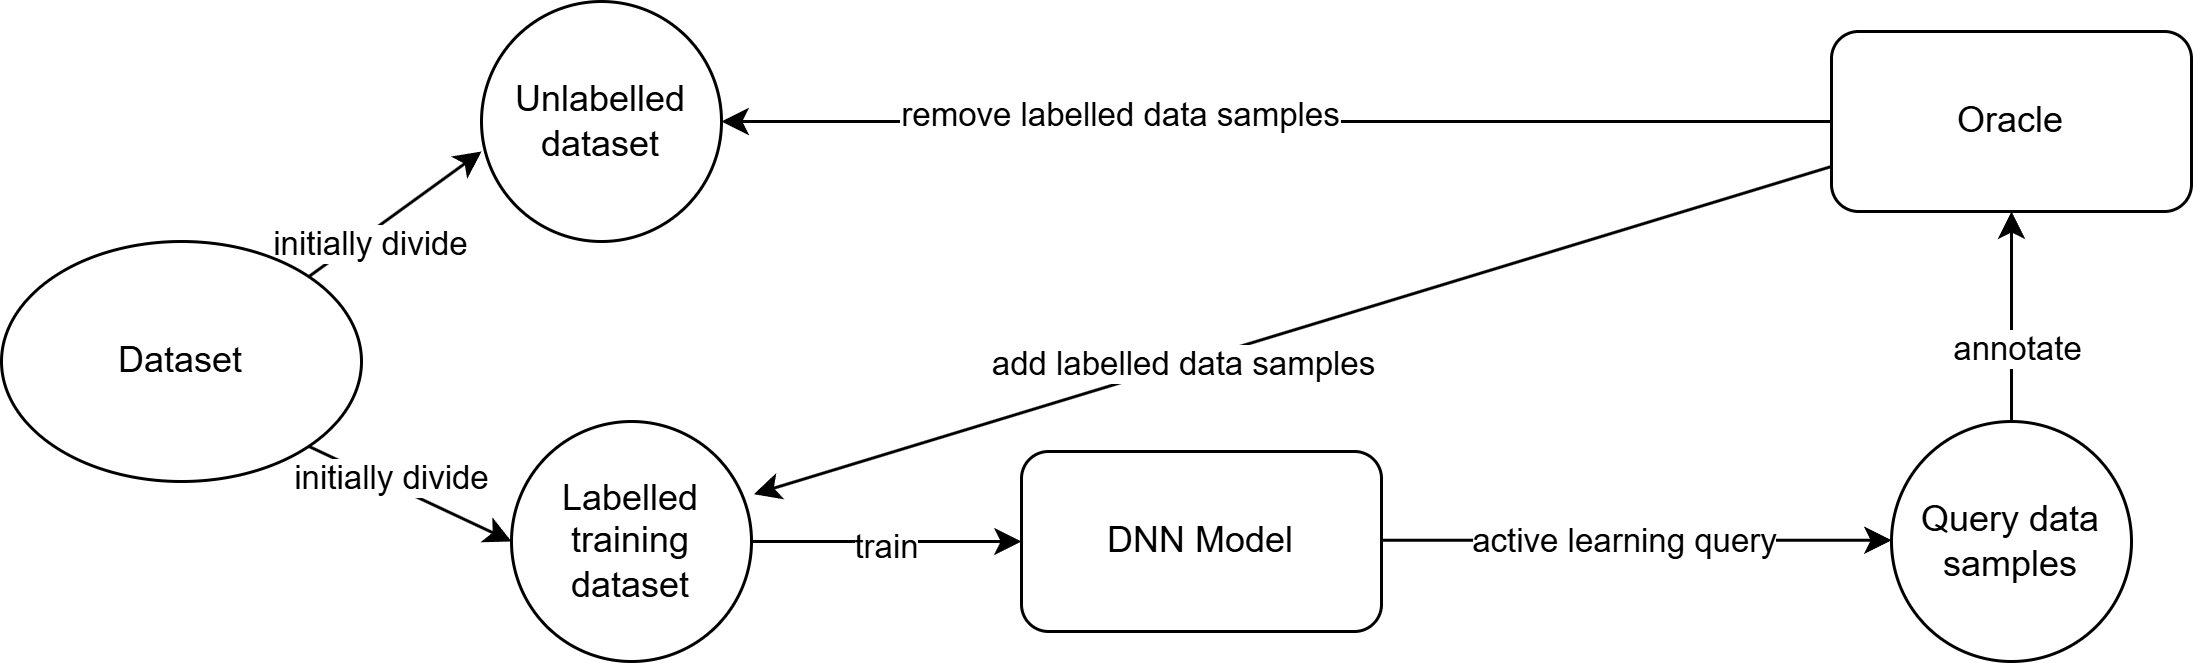 Unlabelled
dataset
remove labelled data samples
Oracle
initially divide
Dataset
add labelled data samples
annotate
initially divide
Labelled
training
dataset
train
DNN Model
active learning query
Query data
samples